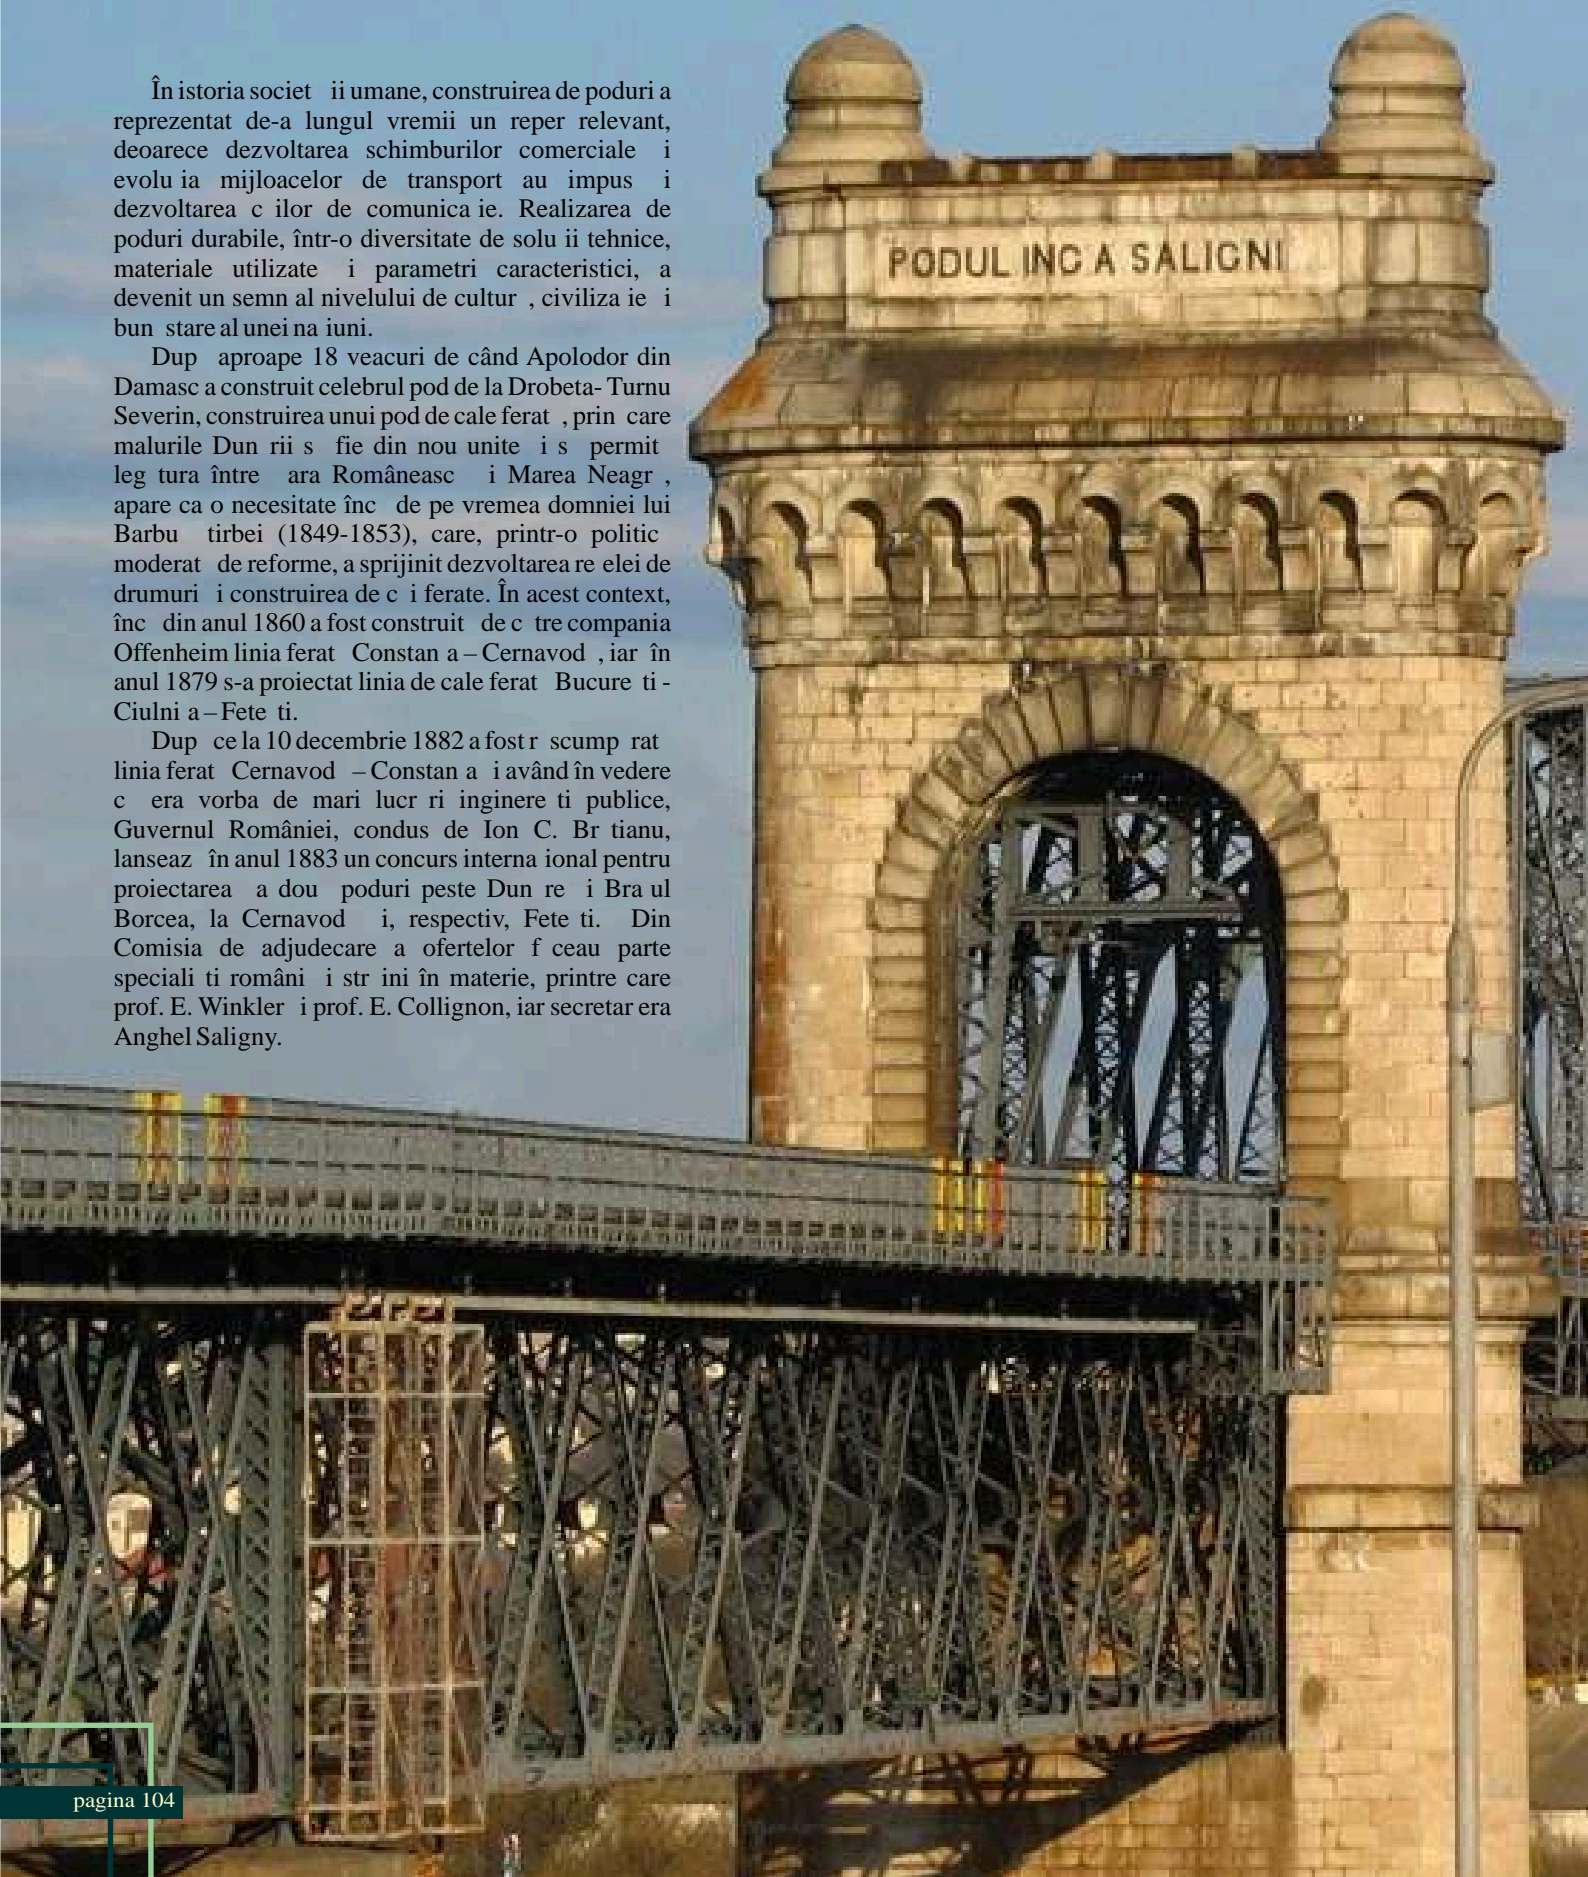 În istoria societ ii umane, construirea de poduri a
reprezentat de-a lungul vremii un reper relevant,
deoarece dezvoltarea schimburilor comerciale i
evolu ia mijloacelor de transport au impus i
dezvoltarea c ilor de comunica ie. Realizarea de
poduri durabile, într-o diversitate de solu ii tehnice,
materiale utilizate i parametri caracteristici, a
devenit un semn al nivelului de cultur , civiliza ie i
bun stare al unei na iuni.
Dup aproape 18 veacuri de când Apolodor din
Damasc a construit celebrul pod de la Drobeta- Turnu
Severin, construirea unui pod de cale ferat , prin care
malurile Dun rii s fie din nou unite i s permit
leg tura între ara Româneasc i Marea Neagr ,
apare ca o necesitate înc de pe vremea domniei lui
Barbu tirbei (1849-1853), care, printr-o politic
moderat de reforme, a sprijinit dezvoltarea re elei de
drumuri i construirea de c i ferate. În acest context,
înc din anul 1860 a fost construit de c tre compania
Offenheim linia ferat Constan a – Cernavod , iar în
anul 1879 s-a proiectat linia de cale ferat Bucure ti -
Ciulni a – Fete ti.
Dup ce la 10 decembrie 1882 a fost r scump rat
linia ferat Cernavod – Constan a i având în vedere
c era vorba de mari lucr ri inginere ti publice,
Guvernul României, condus de Ion C. Br tianu,
lanseaz în anul 1883 un concurs interna ional pentru
proiectarea a dou poduri peste Dun re i Bra ul
Borcea, la Cernavod i, respectiv, Fete ti. Din
Comisia de adjudecare a ofertelor f ceau parte
speciali ti români i str ini în materie, printre care
prof. E. Winkler i prof. E. Collignon, iar secretar era
Anghel Saligny.
PODUL ING A SALIGNI
pagina 104